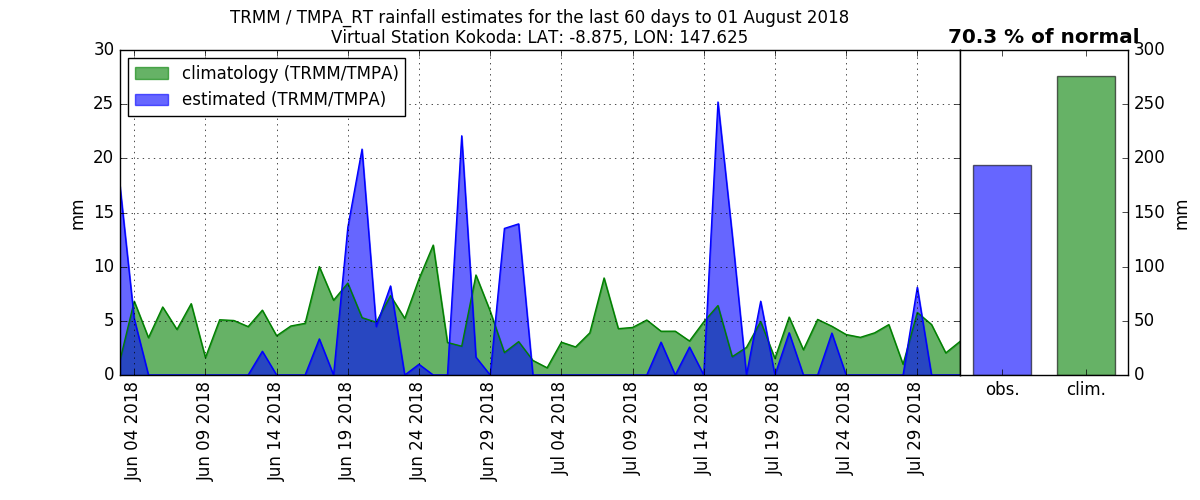 TRMM / TMPA_RT rainfall estimates for the last 60 days to 01 August 2018
Virtual Station Kokoda: LAT: -8.875, LON: 147.625
70.3 % of normal
climatology (TRMM/TMPA)
estimated (TRMM/TMPA)
30
25
20
15
10
5
0
mm
300
250
200
150
100
50
0
mm
Jun 04 2018
Jun 09 2018
Jun 14 2018
Jun 19 2018
Jun 24 2018
Jun 29 2018
Jul 04 2018
Jul 09 2018
Jul 14 2018
Jul 19 2018
Jul 24 2018
Jul 29 2018
obs.
clim.